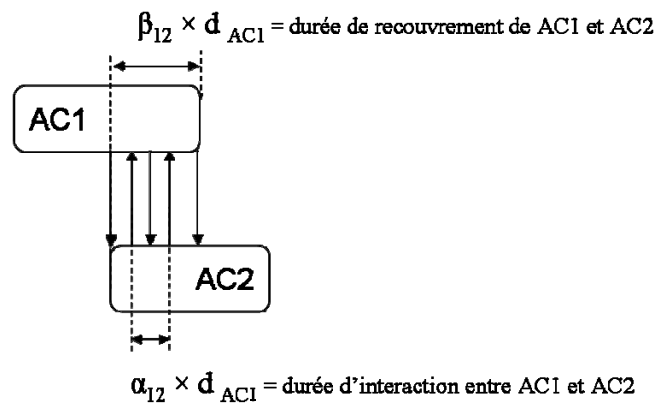 β12 × d AC1 = durée de recouvrement de AC1 et AC2
AC1
AC2
α12 × d AC1 = durée d'interaction entre AC1 et AC2